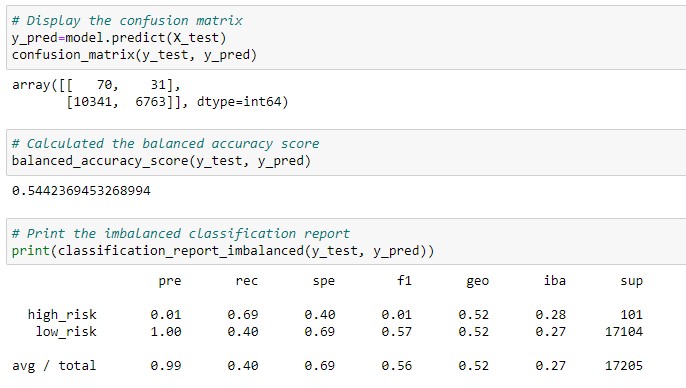 # Display the confusion matrix
y_pred=model.predict(X_test)
confusion_matrix(y_test, y_pred)
array([[   70,    31],
       [10341,  6763]], dtype=int64)
# Calculated the balanced accuracy score
balanced_accuracy_score(y_test, y_pred)
0.5442369453268994
# Print the imbalanced classification report
print(classification_report_imbalanced(y_test, y_pred))
                   pre       rec       spe        f1       geo       iba       sup
  high_risk       0.01      0.69      0.40      0.01      0.52      0.28       101
   low_risk       1.00      0.40      0.69      0.57      0.52      0.27     17104
avg / total       0.99      0.40      0.69      0.56      0.52      0.27     17205